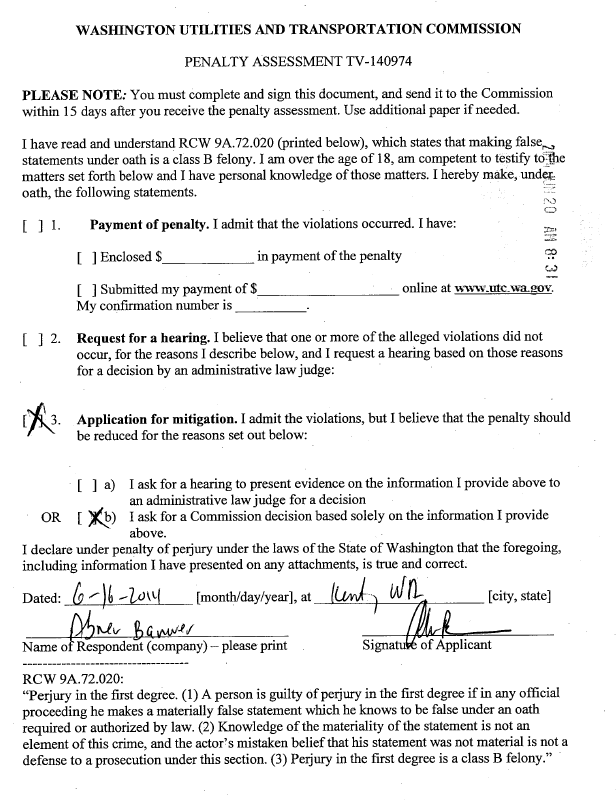 WASHINGTON UTILITIES AND TRANSPORTATION COMMISSION
PENALTY ASSESSMENT TV-140974
PLEASE NOTE: You must complete and sign this document, and send it to the Commission
within 15 days after you receive the penalty assessment. Use additional paper if needed.
I have read and understand RCW 9A.72.020 (printed below), which states that making false
statements under oath is a class B felony. I am over the age of 18, am competent to testify to the
matters set forth below and I have personal knowledge of those matters. I hereby make, under
oath, the following statements.
[ ] 1. Payment of penalty. I admit that the violations occurred. I have:
[ ] Enclosed $_____________ in payment of the penalty
[ ] Submitted my payment of $____________________ online at www.utc.wa.gov.
My confirmation number is __________.
[ ] 2. Request for a hearing. I believe that one or more of the alleged violations did not
occur, for the reasons I describe below, and I request a hearing based on those reasons
for a decision by an administrative law judge:
[X] 3. Application for mitigation. I admit the violations, but I believe that the penalty should
be reduced for the reasons set out below:
[ ] a) I ask for a hearing to present evidence on the information I provide above to
an administrative law judge for a decision
OR [X] b) I ask for a Commission decision based solely on the information I provide
above.
I declare under penalty of perjury under the laws of the State of Washington that the foregoing,
including information I have presented on any attachments, is true and correct.
Dated: 6-16-2014 [month/day/year], at Kent, WA [city, state]
Abner
Name of Respondent (company) – please print Signature of Applicant
----------------------------------
RCW 9A.72.020:
"Perjury in the first degree. (1) A person is guilty of perjury in the first degree if in any official
proceeding he makes a materially false statement which he knows to be false under an oath
required or authorized by law. (2) Knowledge of the materiality of the statement is not an
element of this crime, and the actor's mistaken belief that his statement was not material is not a
defense to a prosecution under this section. (3) Perjury in the first degree is a class B felony."
20 AM 8:31